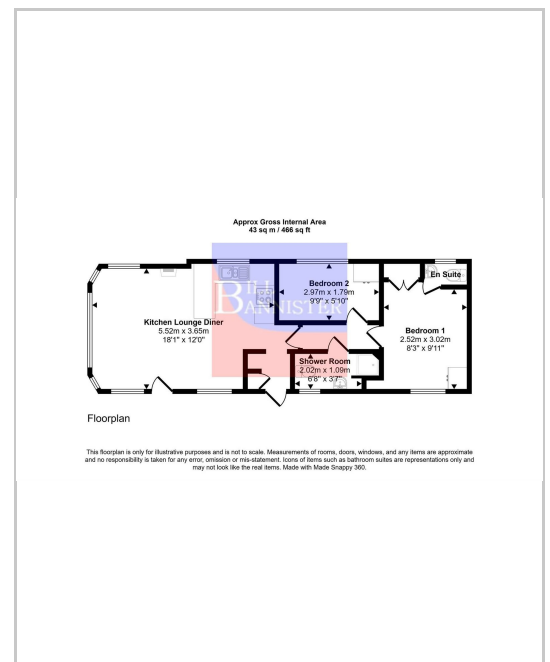 Approx Gross Internal Area
43 sq m / 466 sq ft
En Suite
Bedroom 2
2.97m x 1.79m
9'9" x 5'10"
BILL
BANNISTER
Kitchen Lounge Diner
5.52m x 3.65m
18'1" x 12'0"
Bedroom 1
2.52m x 3.02m
8'3" x 9'11"
Shower Room
2.02m x 1.09m
6'8" x 3'7"
Floorplan
This floorplan is only for illustrative purposes and is not to scale. Measurements of rooms, doors, windows, and any items are approximate
and no responsibility is taken for any error, omission or mis-statement. Icons of items such as bathroom suites are representations only and
may not look like the real items. Made with Made Snappy 360.